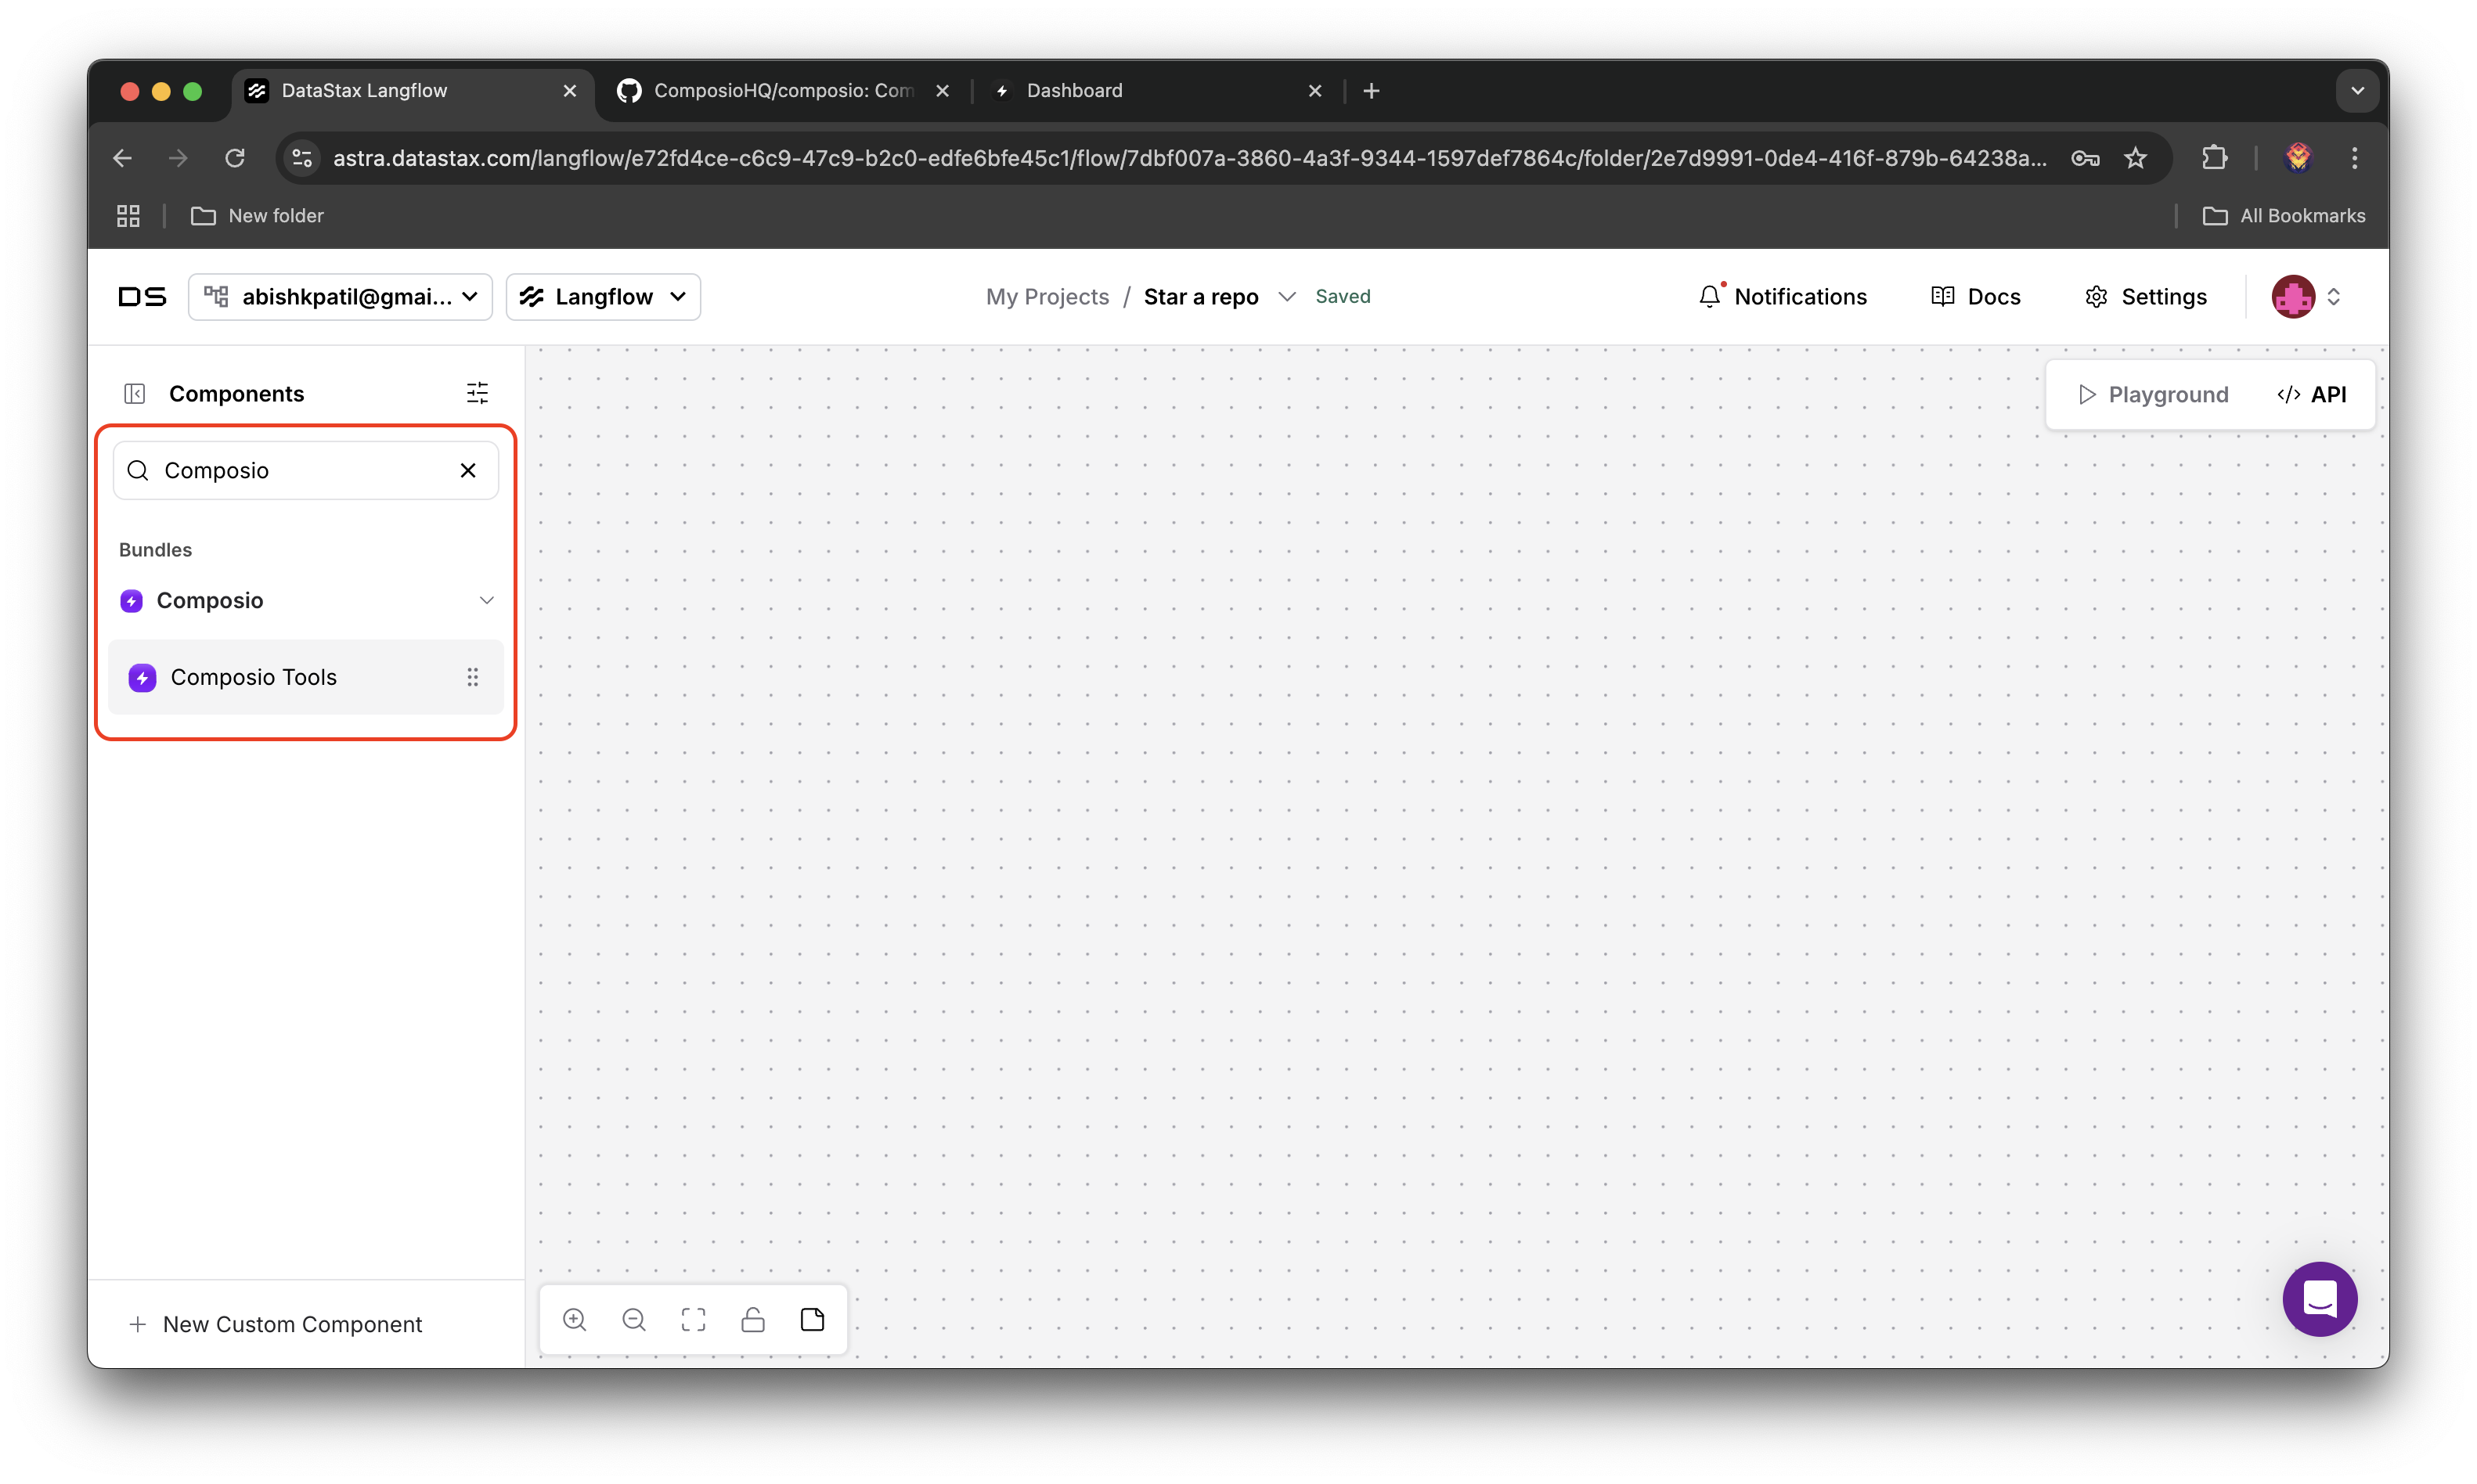 DataStax Langflow
ComposioHQ/composio: Com
Dashboard
astra.datastax.com/langflow/e72fd4ce-c6c9-47c9-b2c0-edfe6bfe45c1/flow/7dbf007a-3860-4a3f-9344-1597def7864c/folder/2e7d9991-0de4-416f-879b-64238a...
New folder
All Bookmarks
DS
abishkpatil@gmai...
Langflow
My Projects / Star a repo
Saved
Notifications
Docs
Settings
Components
Playground
</> API
Composio
Bundles
Composio
Composio Tools
New Custom Component